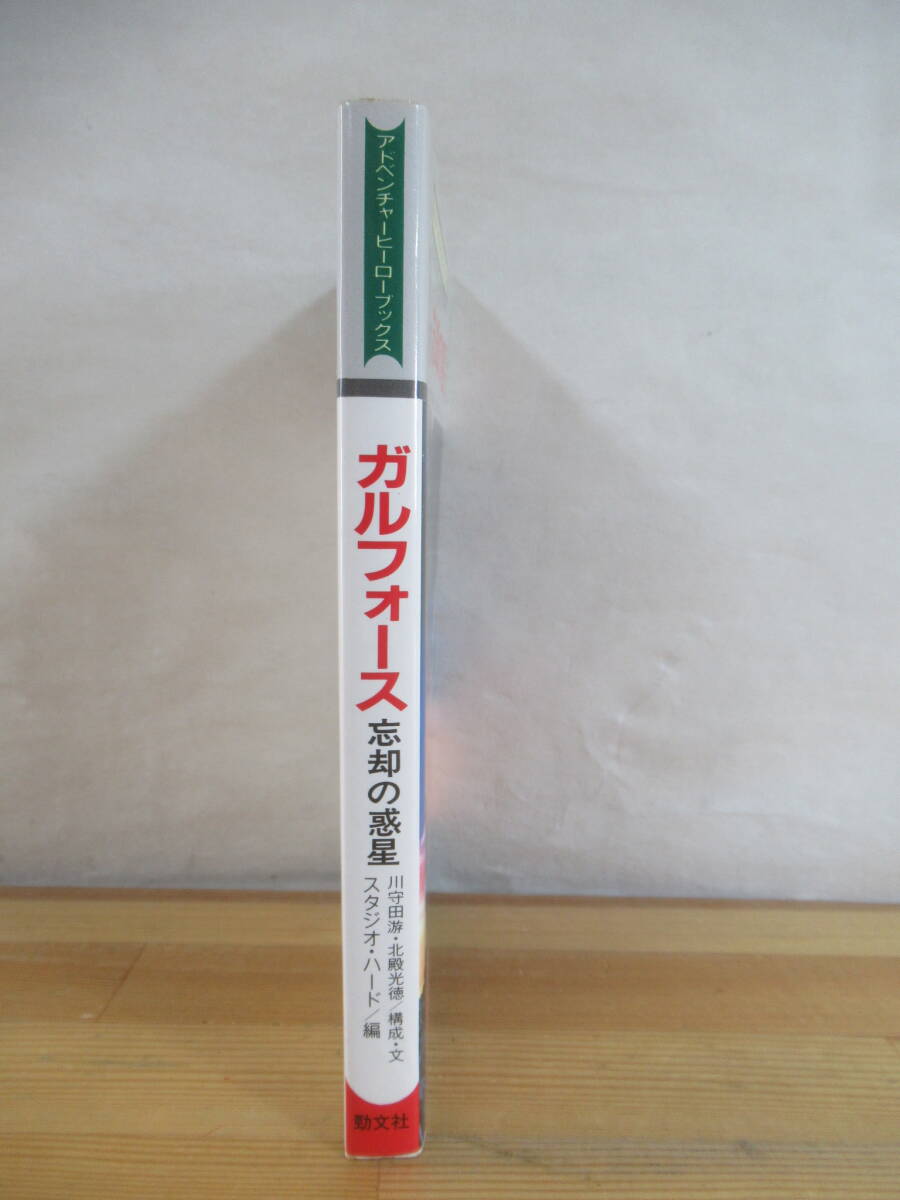 アドベンチャーヒーローブックス
ガルフォース
忘却の惑星
川守田游・北殿光徳/構成・文
スタジオ・ハード/編
勁文社